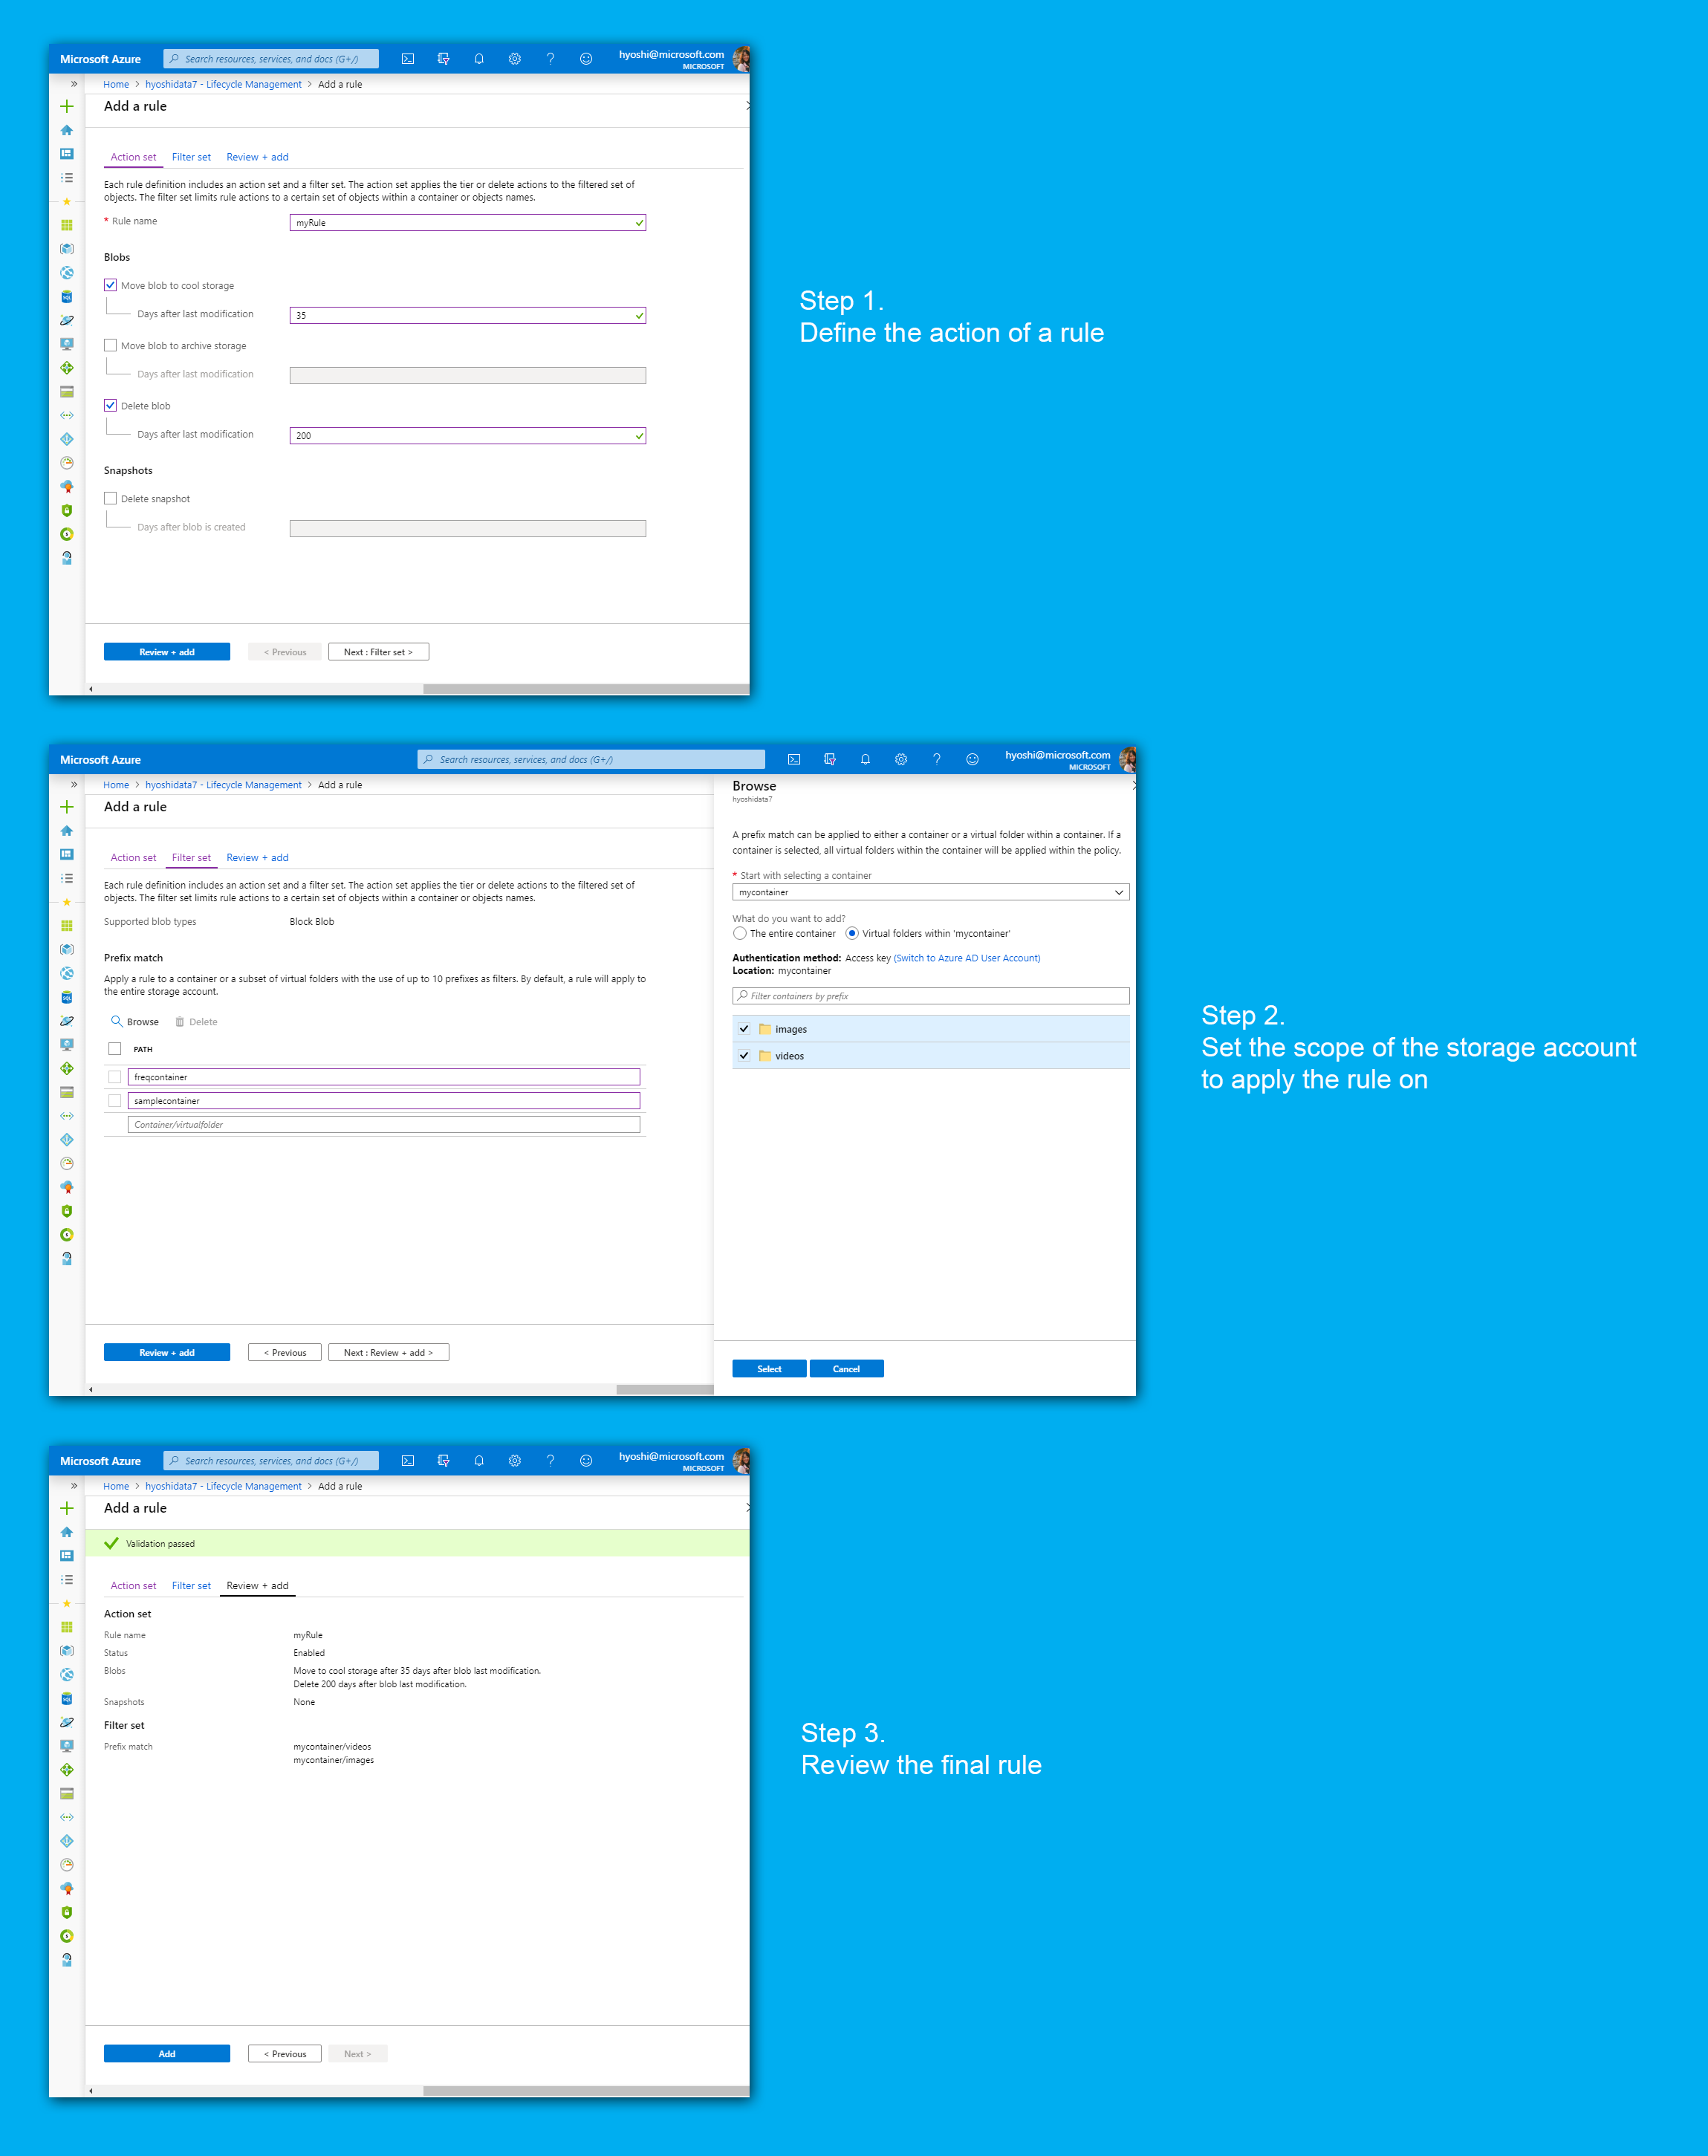 Microsoft Azure
Search resources, services, and docs (G+/)
hyoshi@microsoft.com
MICROSOFT
Home > hyoshidata7 - Lifecycle Management > Add a rule
Add a rule
Action set Filter set Review + add
Each rule definition includes an action set and a filter set. The action set applies the tier or delete actions to the filtered set of
objects. The filter set limits rule actions to a certain set of objects within a container or objects names.
* Rule name myRule
Blobs
Move blob to cool storage
Days after last modification 35
Move blob to archive storage
Days after last modification
Delete blob
Days after last modification 200
Snapshots
Delete snapshot
Days after blob is created
Review + add < Previous Next : Filter set >
Step 1.
Define the action of a rule
Microsoft Azure
Search resources, services, and docs (G+/)
hyoshi@microsoft.com
MICROSOFT
Home > hyoshidata7 - Lifecycle Management > Add a rule
Add a rule
Action set Filter set Review + add
Each rule definition includes an action set and a filter set. The action set applies the tier or delete actions to the filtered set of
objects. The filter set limits rule actions to a certain set of objects within a container or objects names.
Supported blob types Block Blob
Prefix match
Apply a rule to a container or a subset of virtual folders with the use of up to 10 prefixes as filters. By default, a rule will apply to
the entire storage account.
Browse Delete
PATH
freqcontainer
samplecontainer
Container/virtualfolder
Review + add < Previous Next : Review + add >
Browse
hyoshidata7
A prefix match can be applied to either a container or a virtual folder within a container. If a
container is selected, all virtual folders within the container will be applied within the policy.
* Start with selecting a container
mycontainer
What do you want to add?
The entire container Virtual folders within 'mycontainer'
Authentication method: Access key (Switch to Azure AD User Account)
Location: mycontainer
Filter containers by prefix
images
videos
Select Cancel
Step 2.
Set the scope of the storage account
to apply the rule on
Microsoft Azure
Search resources, services, and docs (G+/)
hyoshi@microsoft.com
MICROSOFT
Home > hyoshidata7 - Lifecycle Management > Add a rule
Add a rule
Validation passed
Action set Filter set Review + add
Action set
Rule name myRule
Status Enabled
Blobs Move to cool storage after 35 days after blob last modification.
Delete 200 days after blob last modification.
Snapshots None
Filter set
Prefix match mycontainer/videos
mycontainer/images
Add < Previous Next >
Step 3.
Review the final rule